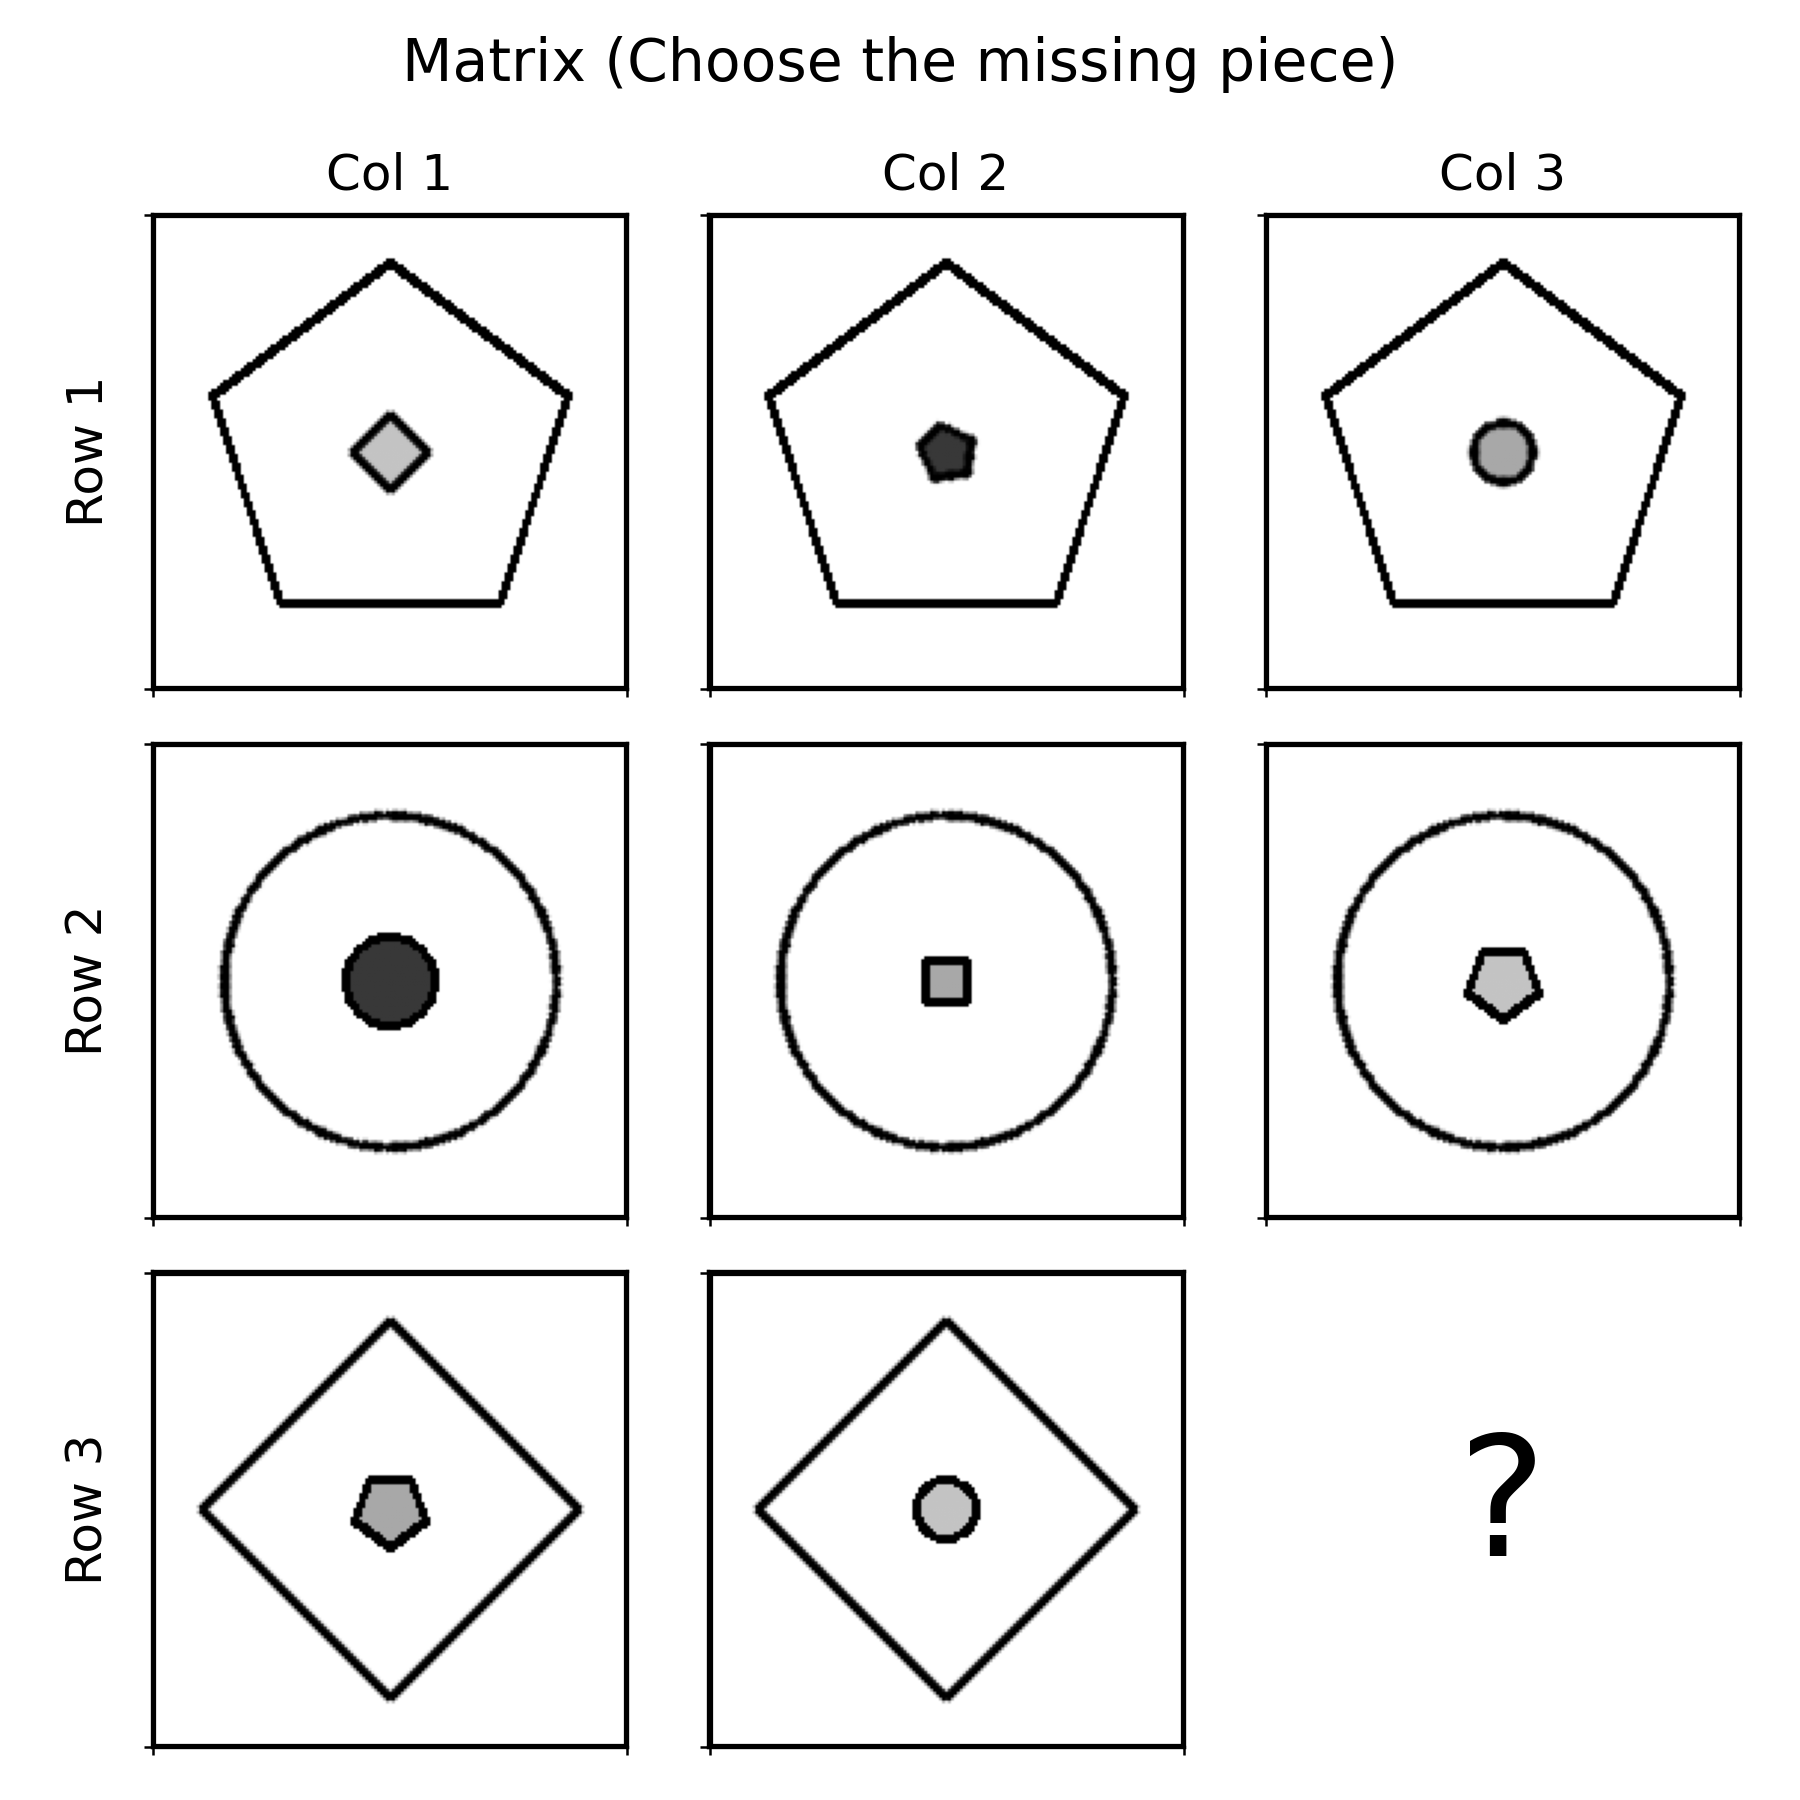 Matrix (Choose the missing piece)
Col 1 Col 2 Col 3
Row 1
Row 2
Row 3
?